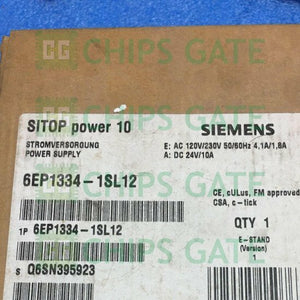 CHIPS GATE
SITOP power 10
SIEMENS
STROMVERSORGUNG
POWER SUPPLY
E: AC 120V/230V 50/60Hz 4,1A/1,8A
A: DC 24V/10A
6EP1334-1SL12
CE, cULus, FM approved
CSA, c-tick
QTY 1
1P 6EP1334-1SL12
E-STAND
(Version)
1
S Q6SN395923